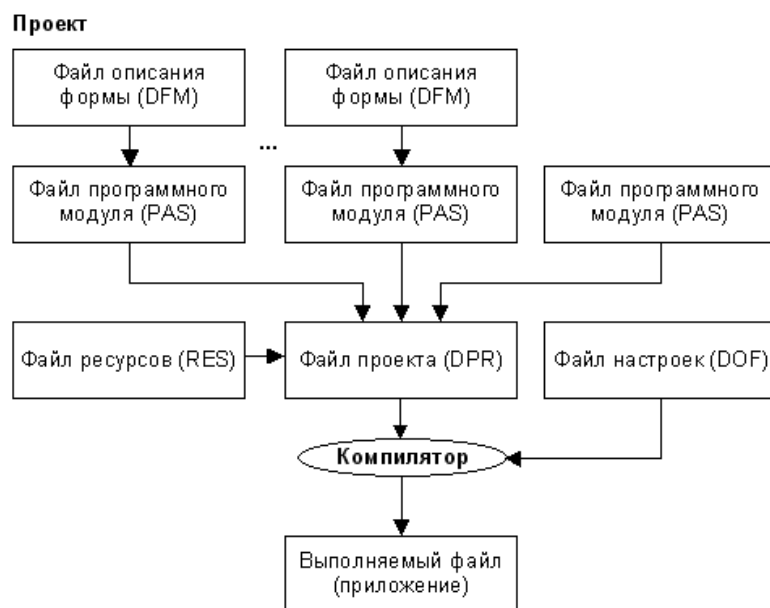 Проект
Файл описания
формы (DFM)
Файл описания
формы (DFM)
...
Файл программного
модуля (PAS)
Файл программного
модуля (PAS)
Файл программного
модуля (PAS)
Файл ресурсов (RES)
Файл проекта (DPR)
Файл настроек (DOF)
Компилятор
Выполняемый файл
(приложение)